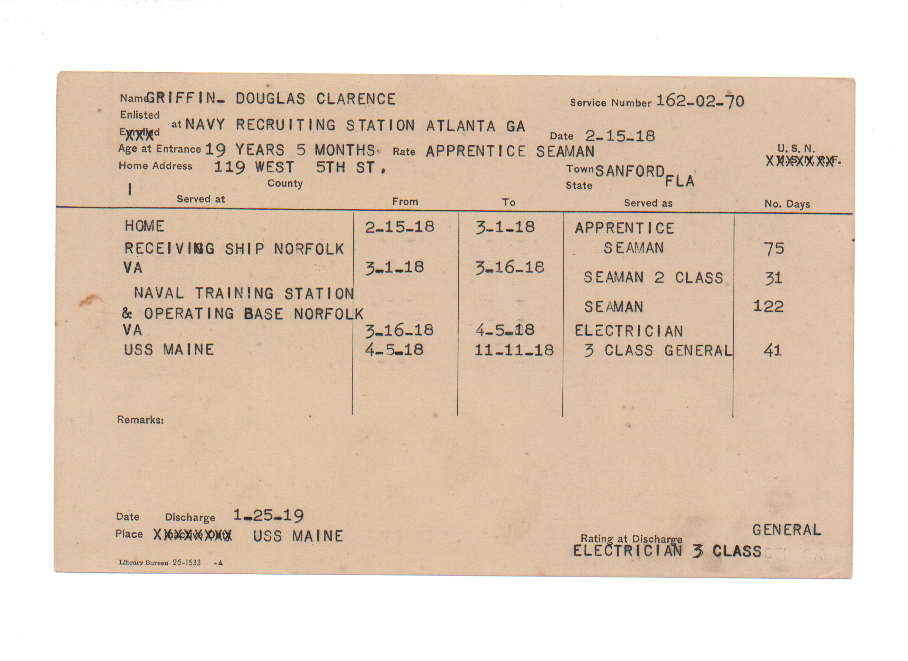 Name GRIFFIN- DOUGLAS CLARENCE Service Number 162-02-70
Enlisted
Enrolled at NAVY RECRUITING STATION ATLANTA GA Date 2-15-18
Age at Entrance 19 YEARS 5 MONTHS Rate APPRENTICE SEAMAN U. S. N.
Home Address 119 WEST 5TH ST. Town SANFORD
County State FLA
Served at From To Served as No. Days
HOME 2-15-18 3-1-18 APPRENTICE
RECEIVING SHIP NORFOLK SEAMAN 75
VA 3-1-18 3-16-18 SEAMAN 2 CLASS 31
NAVAL TRAINING STATION SEAMAN 122
& OPERATING BASE NORFOLK
VA 3-16-18 4-5-18 ELECTRICIAN
USS MAINE 4-5-18 11-11-18 3 CLASS GENERAL 41
Remarks:
Date Discharge 1-25-19
Place XXXXXXXX USS MAINE GENERAL
Rating at Discharge
ELECTRICIAN 3 CLASS
Library Bureau 26-1533 -A